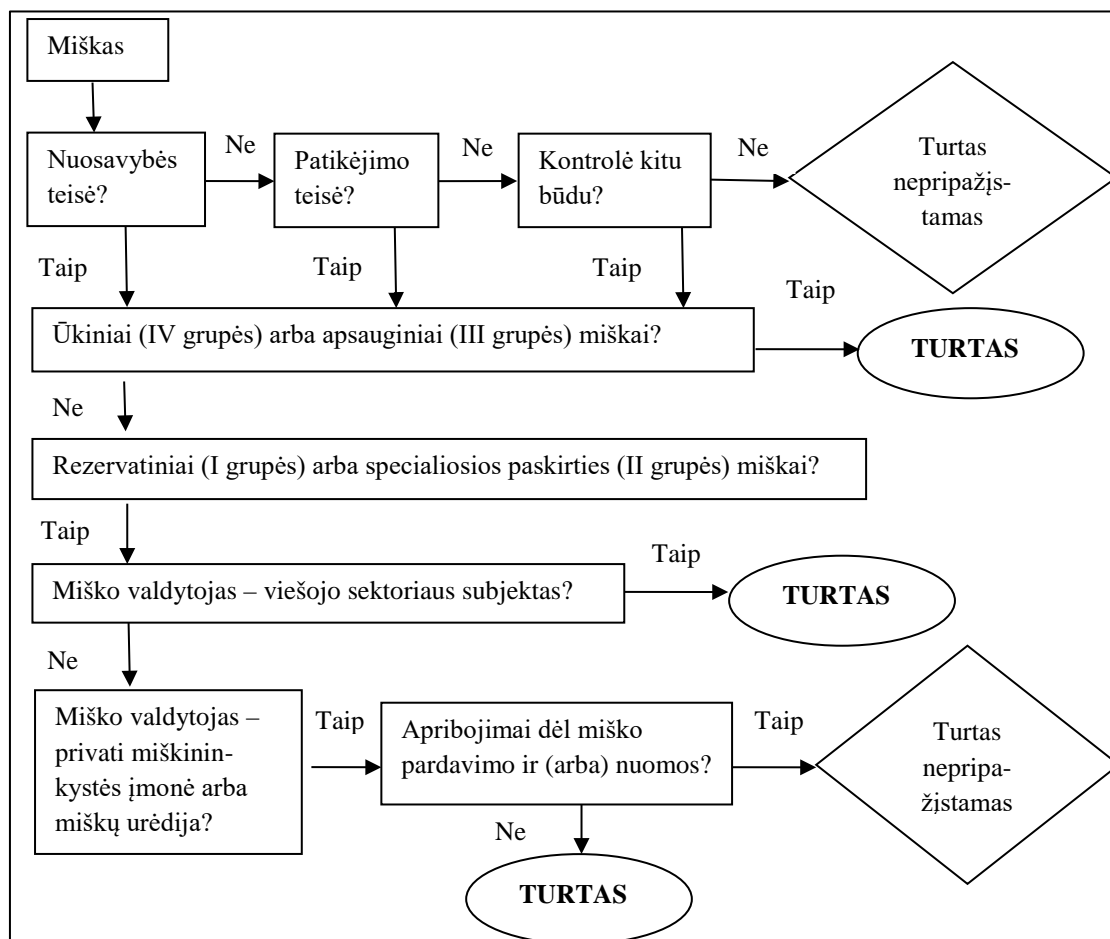 Miškas
Nuosavybės
teisė?
Ne
Patikėjimo
teisė?
Ne
Kontrolė kitu
būdu?
Ne
Turtas
nepripažįs-
tamas
Taip
Taip
Taip
Taip
Ūkiniai (IV grupės) arba apsauginiai (III grupės) miškai?
TURTAS
Ne
Rezervatiniai (I grupės) arba specialiosios paskirties (II grupės) miškai?
Taip
Miško valdytojas – viešojo sektoriaus subjektas?
Taip
TURTAS
Ne
Miško valdytojas –
privati miškinin-
kystės įmonė arba
miškų urėdija?
Taip
Apribojimai dėl miško
pardavimo ir (arba) nuomos?
Taip
Turtas
nepripa-
žįstamas
Ne
TURTAS